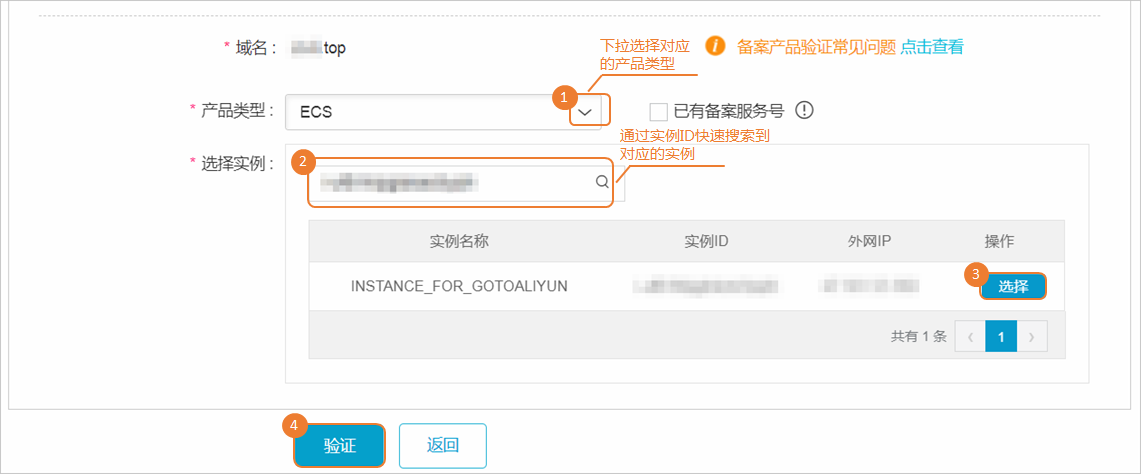 * 域名： top
下拉选择对应
的产品类型
备案产品验证常见问题 点击查看
* 产品类型： ECS
1
已有备案服务号
通过实例ID快速搜索到
对应的实例
* 选择实例：
2
实例名称 实例ID 外网IP 操作
INSTANCE_FOR_GOTOALIYUN
3
选择
共有 1 条 < 1 >
4
验证 返回